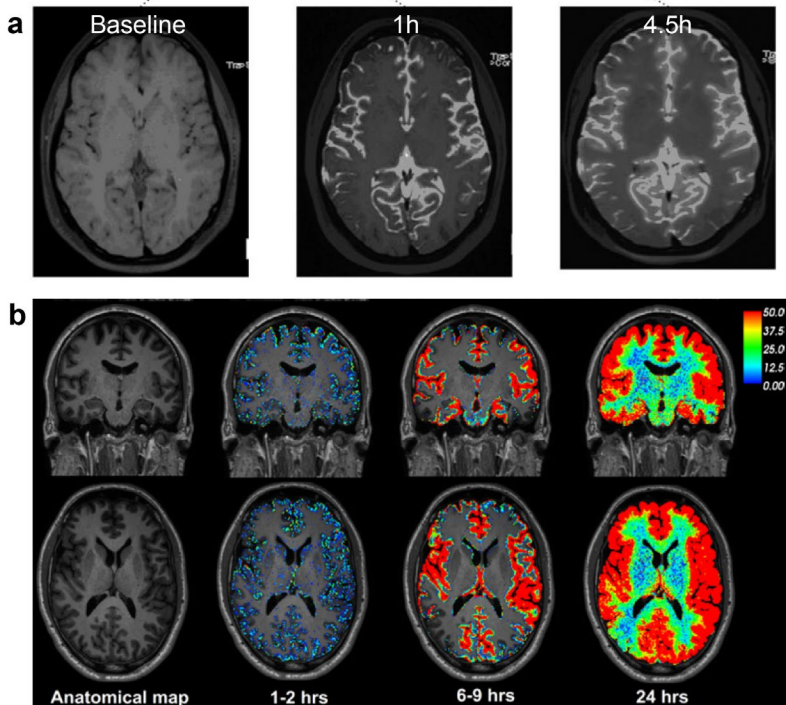 a
Baseline
1h
4.5h
b
50.0
37.5
25.0
12.5
0.00
Anatomical map
1-2 hrs
6-9 hrs
24 hrs